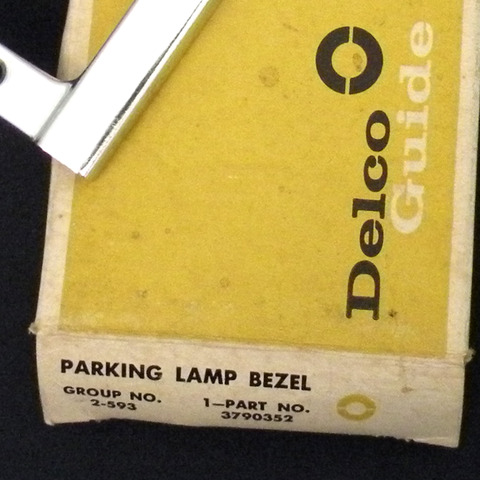 Delco
Guide
PARKING LAMP BEZEL
GROUP NO.
2-593
1—PART NO.
3790352